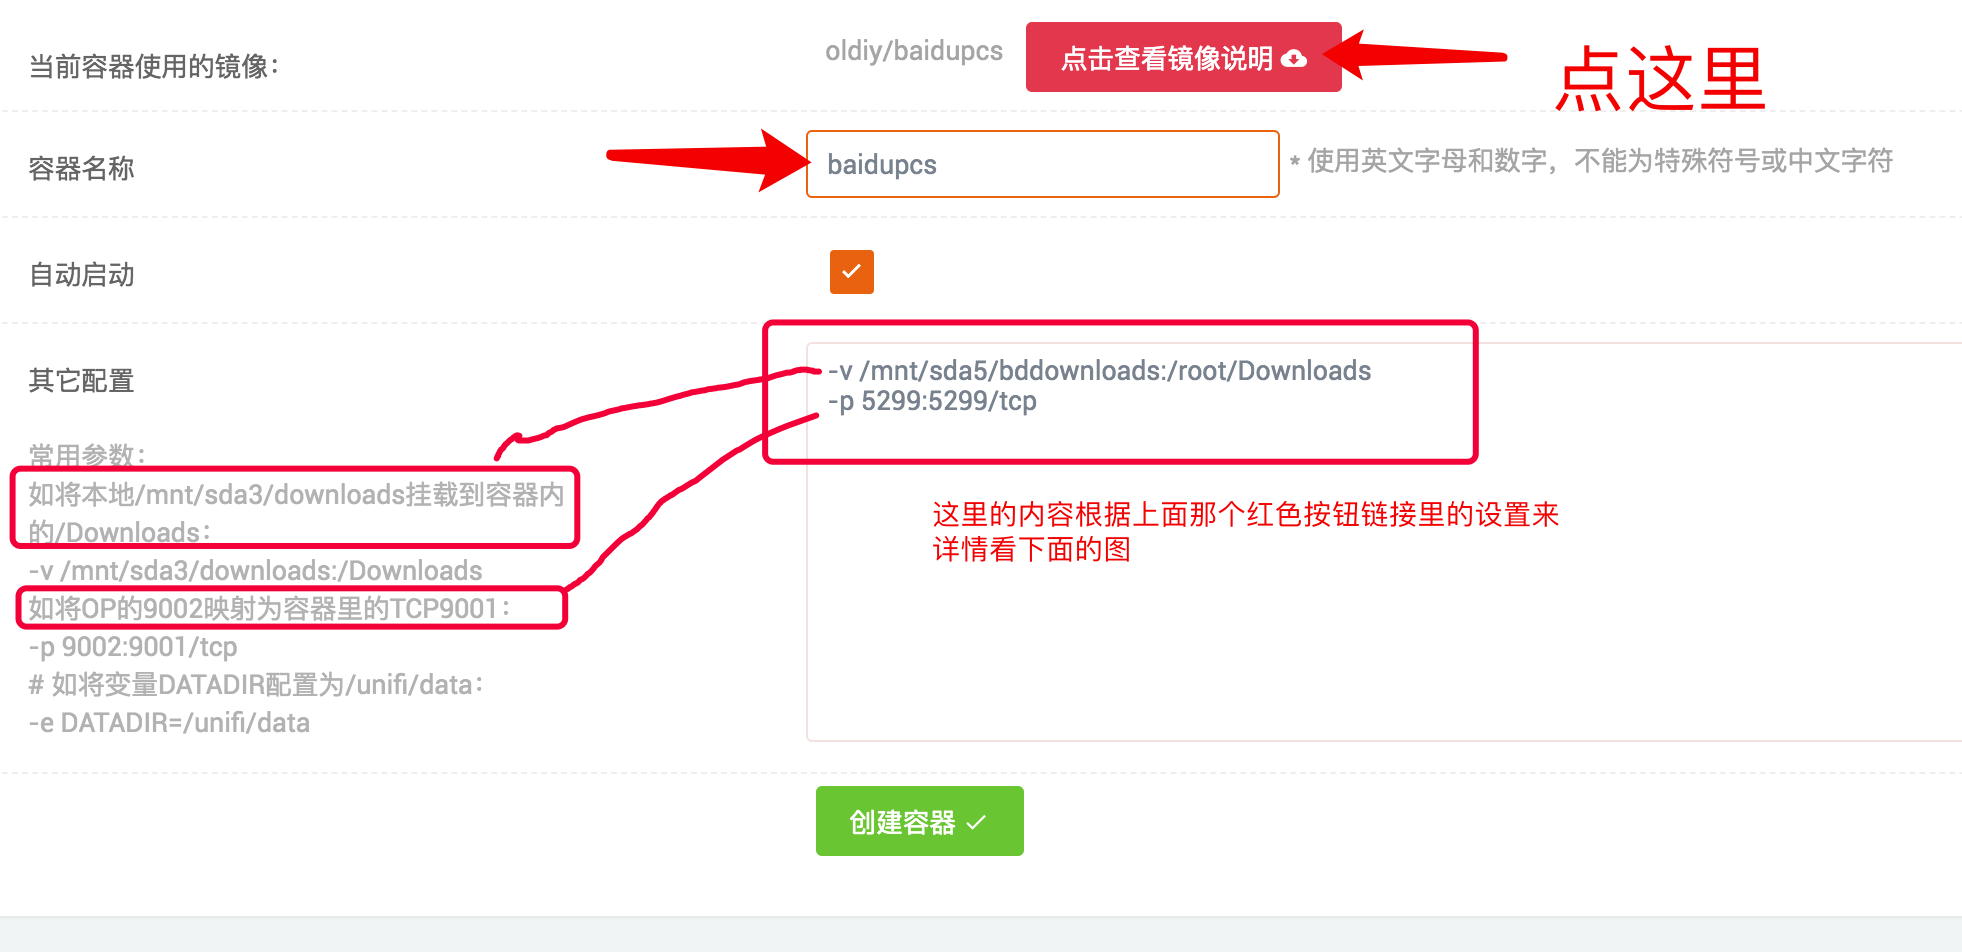 当前容器使用的镜像：
oldiy/baidupcs
点击查看镜像说明
点这里
容器名称
baidupcs
* 使用英文字母和数字，不能为特殊符号或中文字符
自动启动
其它配置
-v /mnt/sda5/bddownloads:/root/Downloads
-p 5299:5299/tcp
这里的内容根据上面那个红色按钮链接里的设置来
详情看下面的图
常用参数：
如将本地/mnt/sda3/downloads挂载到容器内
的/Downloads：
-v /mnt/sda3/downloads:/Downloads
如将OP的9002映射为容器里的TCP9001：
-p 9002:9001/tcp
# 如将变量DATADIR配置为/unifi/data：
-e DATADIR=/unifi/data
创建容器